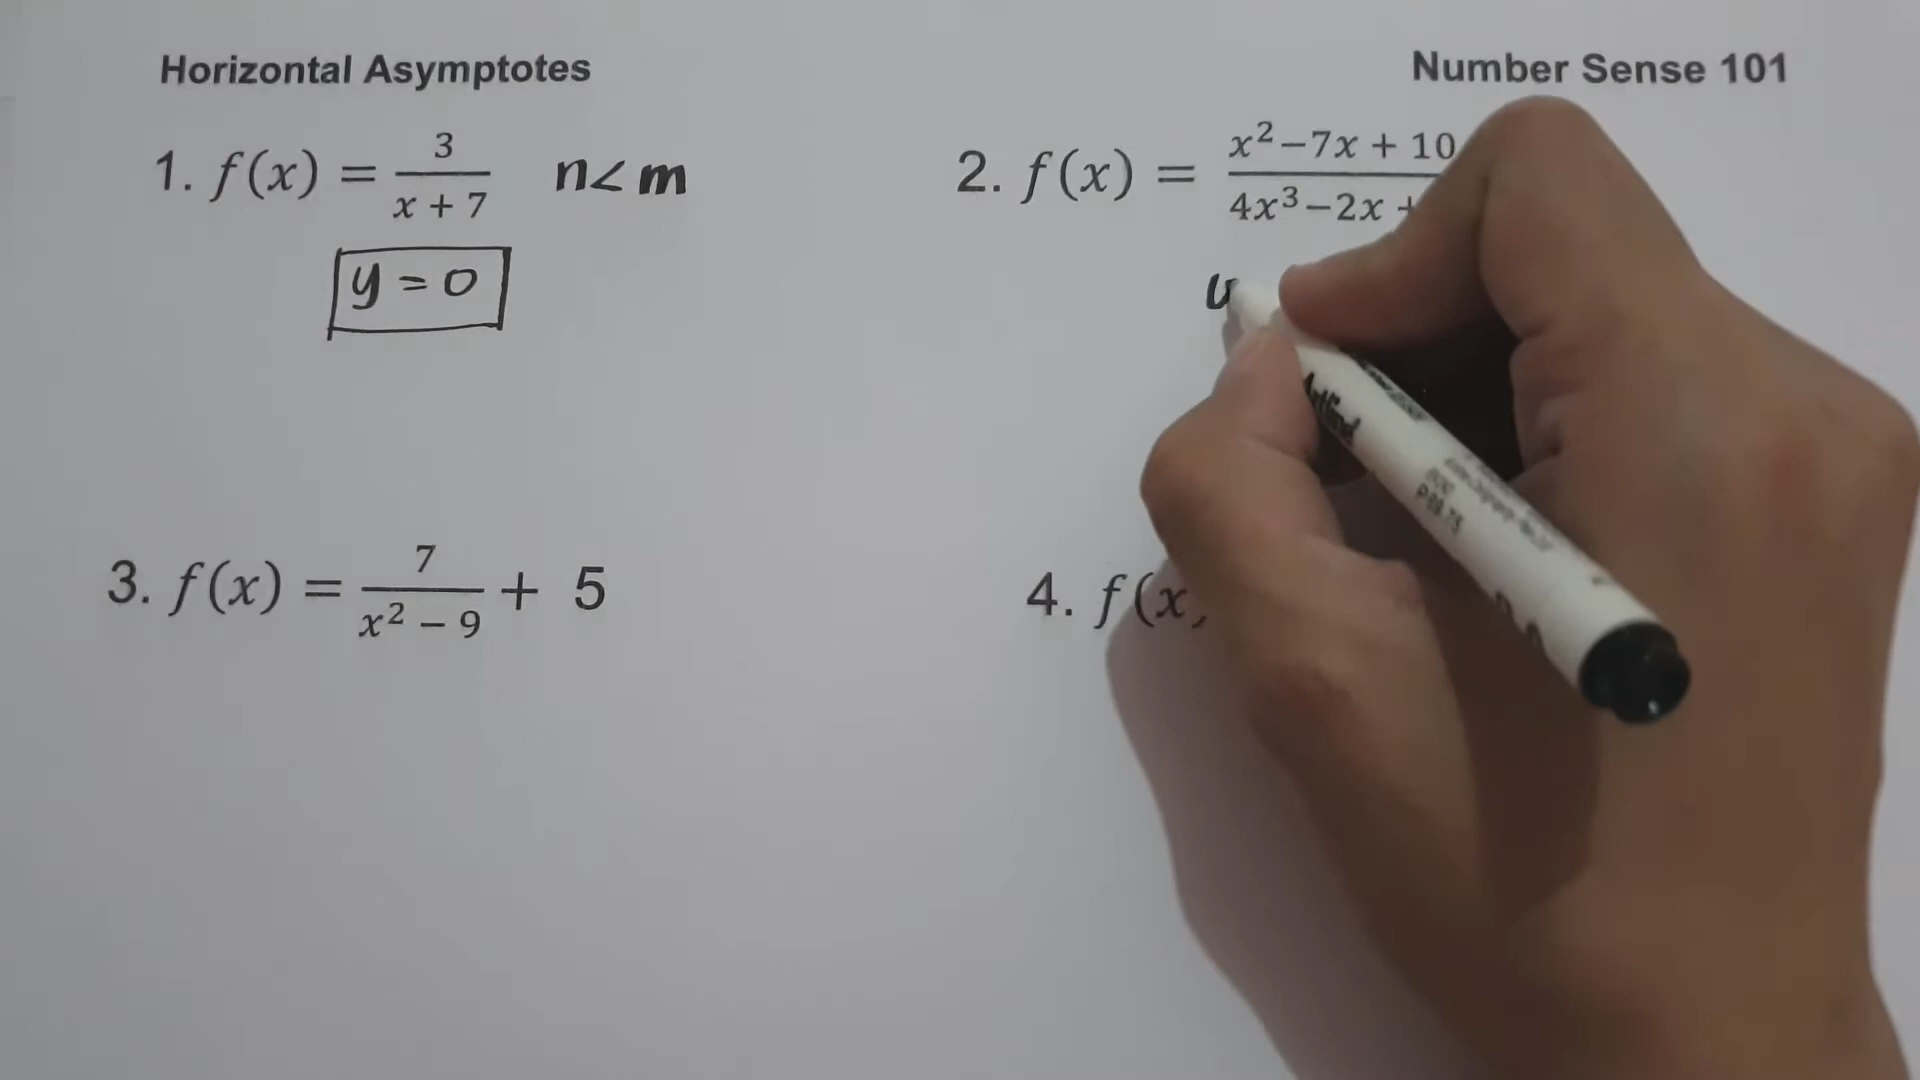 Horizontal Asymptotes
Number Sense 101
1. f(x) = 3/(x + 7) n < m
y = 0
2. f(x) = (x² − 7x + 10)/(4x³ − 2x +
y
3. f(x) = 7/(x² − 9) + 5
4. f(x)
Artline